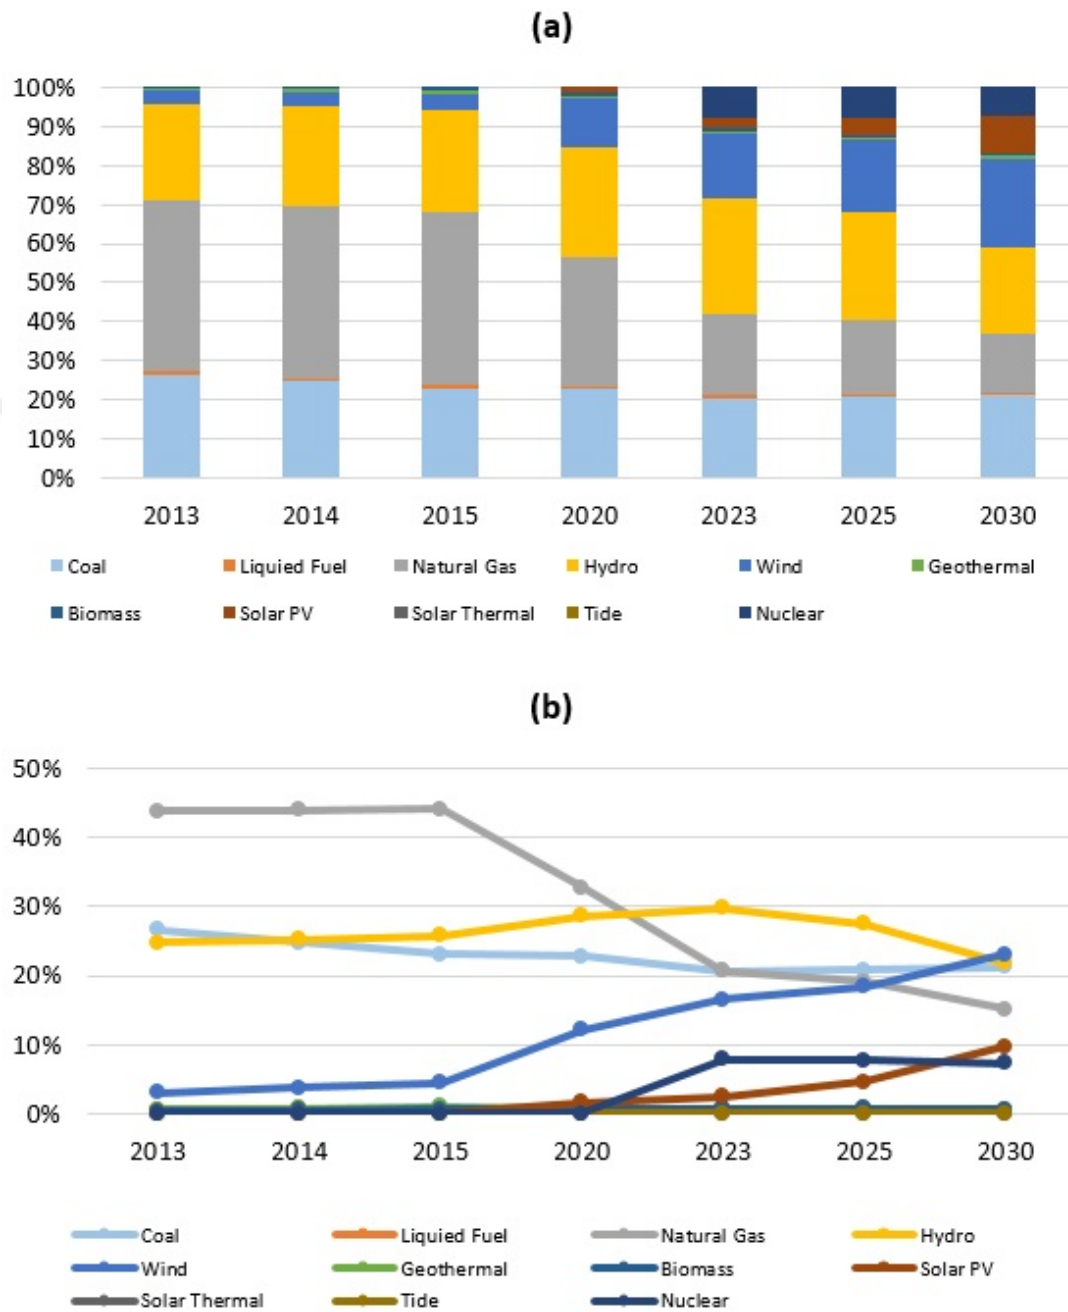 (a)
100%
90%
80%
70%
60%
50%
40%
30%
20%
10%
0%
2013 2014 2015 2020 2023 2025 2030
Coal Liquied Fuel Natural Gas Hydro Wind Geothermal
Biomass Solar PV Solar Thermal Tide Nuclear
(b)
50%
40%
30%
20%
10%
0%
2013 2014 2015 2020 2023 2025 2030
Coal Liquied Fuel Natural Gas Hydro
Wind Geothermal Biomass Solar PV
Solar Thermal Tide Nuclear